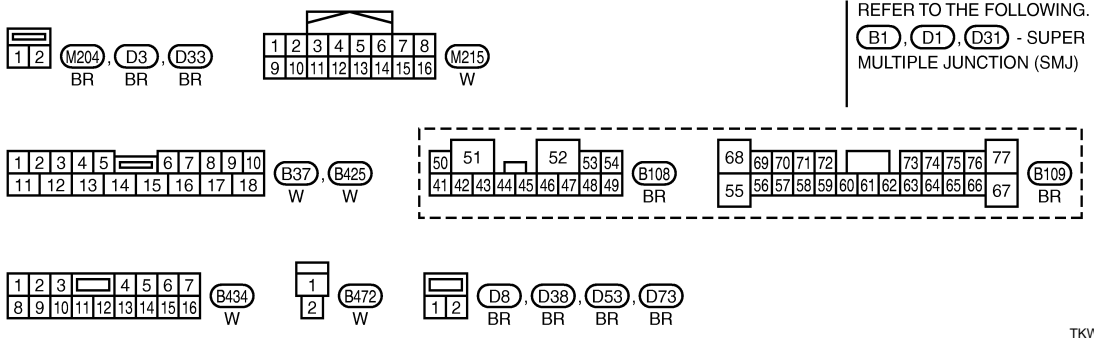 REFER TO THE FOLLOWING.
B1 , D1 , D31 - SUPER
MULTIPLE JUNCTION (SMJ)
1 2
M204 , D3 , D33
BR BR BR
1 2 3 4 5 6 7 8
9 10 11 12 13 14 15 16
M215
W
1 2 3 4 5 6 7 8 9 10
11 12 13 14 15 16 17 18
B37 , B425
W W
50 51 52 53 54
41 42 43 44 45 46 47 48 49
B108
BR
68 69 70 71 72 73 74 75 76 77
55 56 57 58 59 60 61 62 63 64 65 66 67
B109
BR
1 2 3 4 5 6 7
8 9 10 11 12 13 14 15 16
B434
W
1
2
B472
W
1 2
D8 , D38 , D53 , D73
BR BR BR BR
TKW